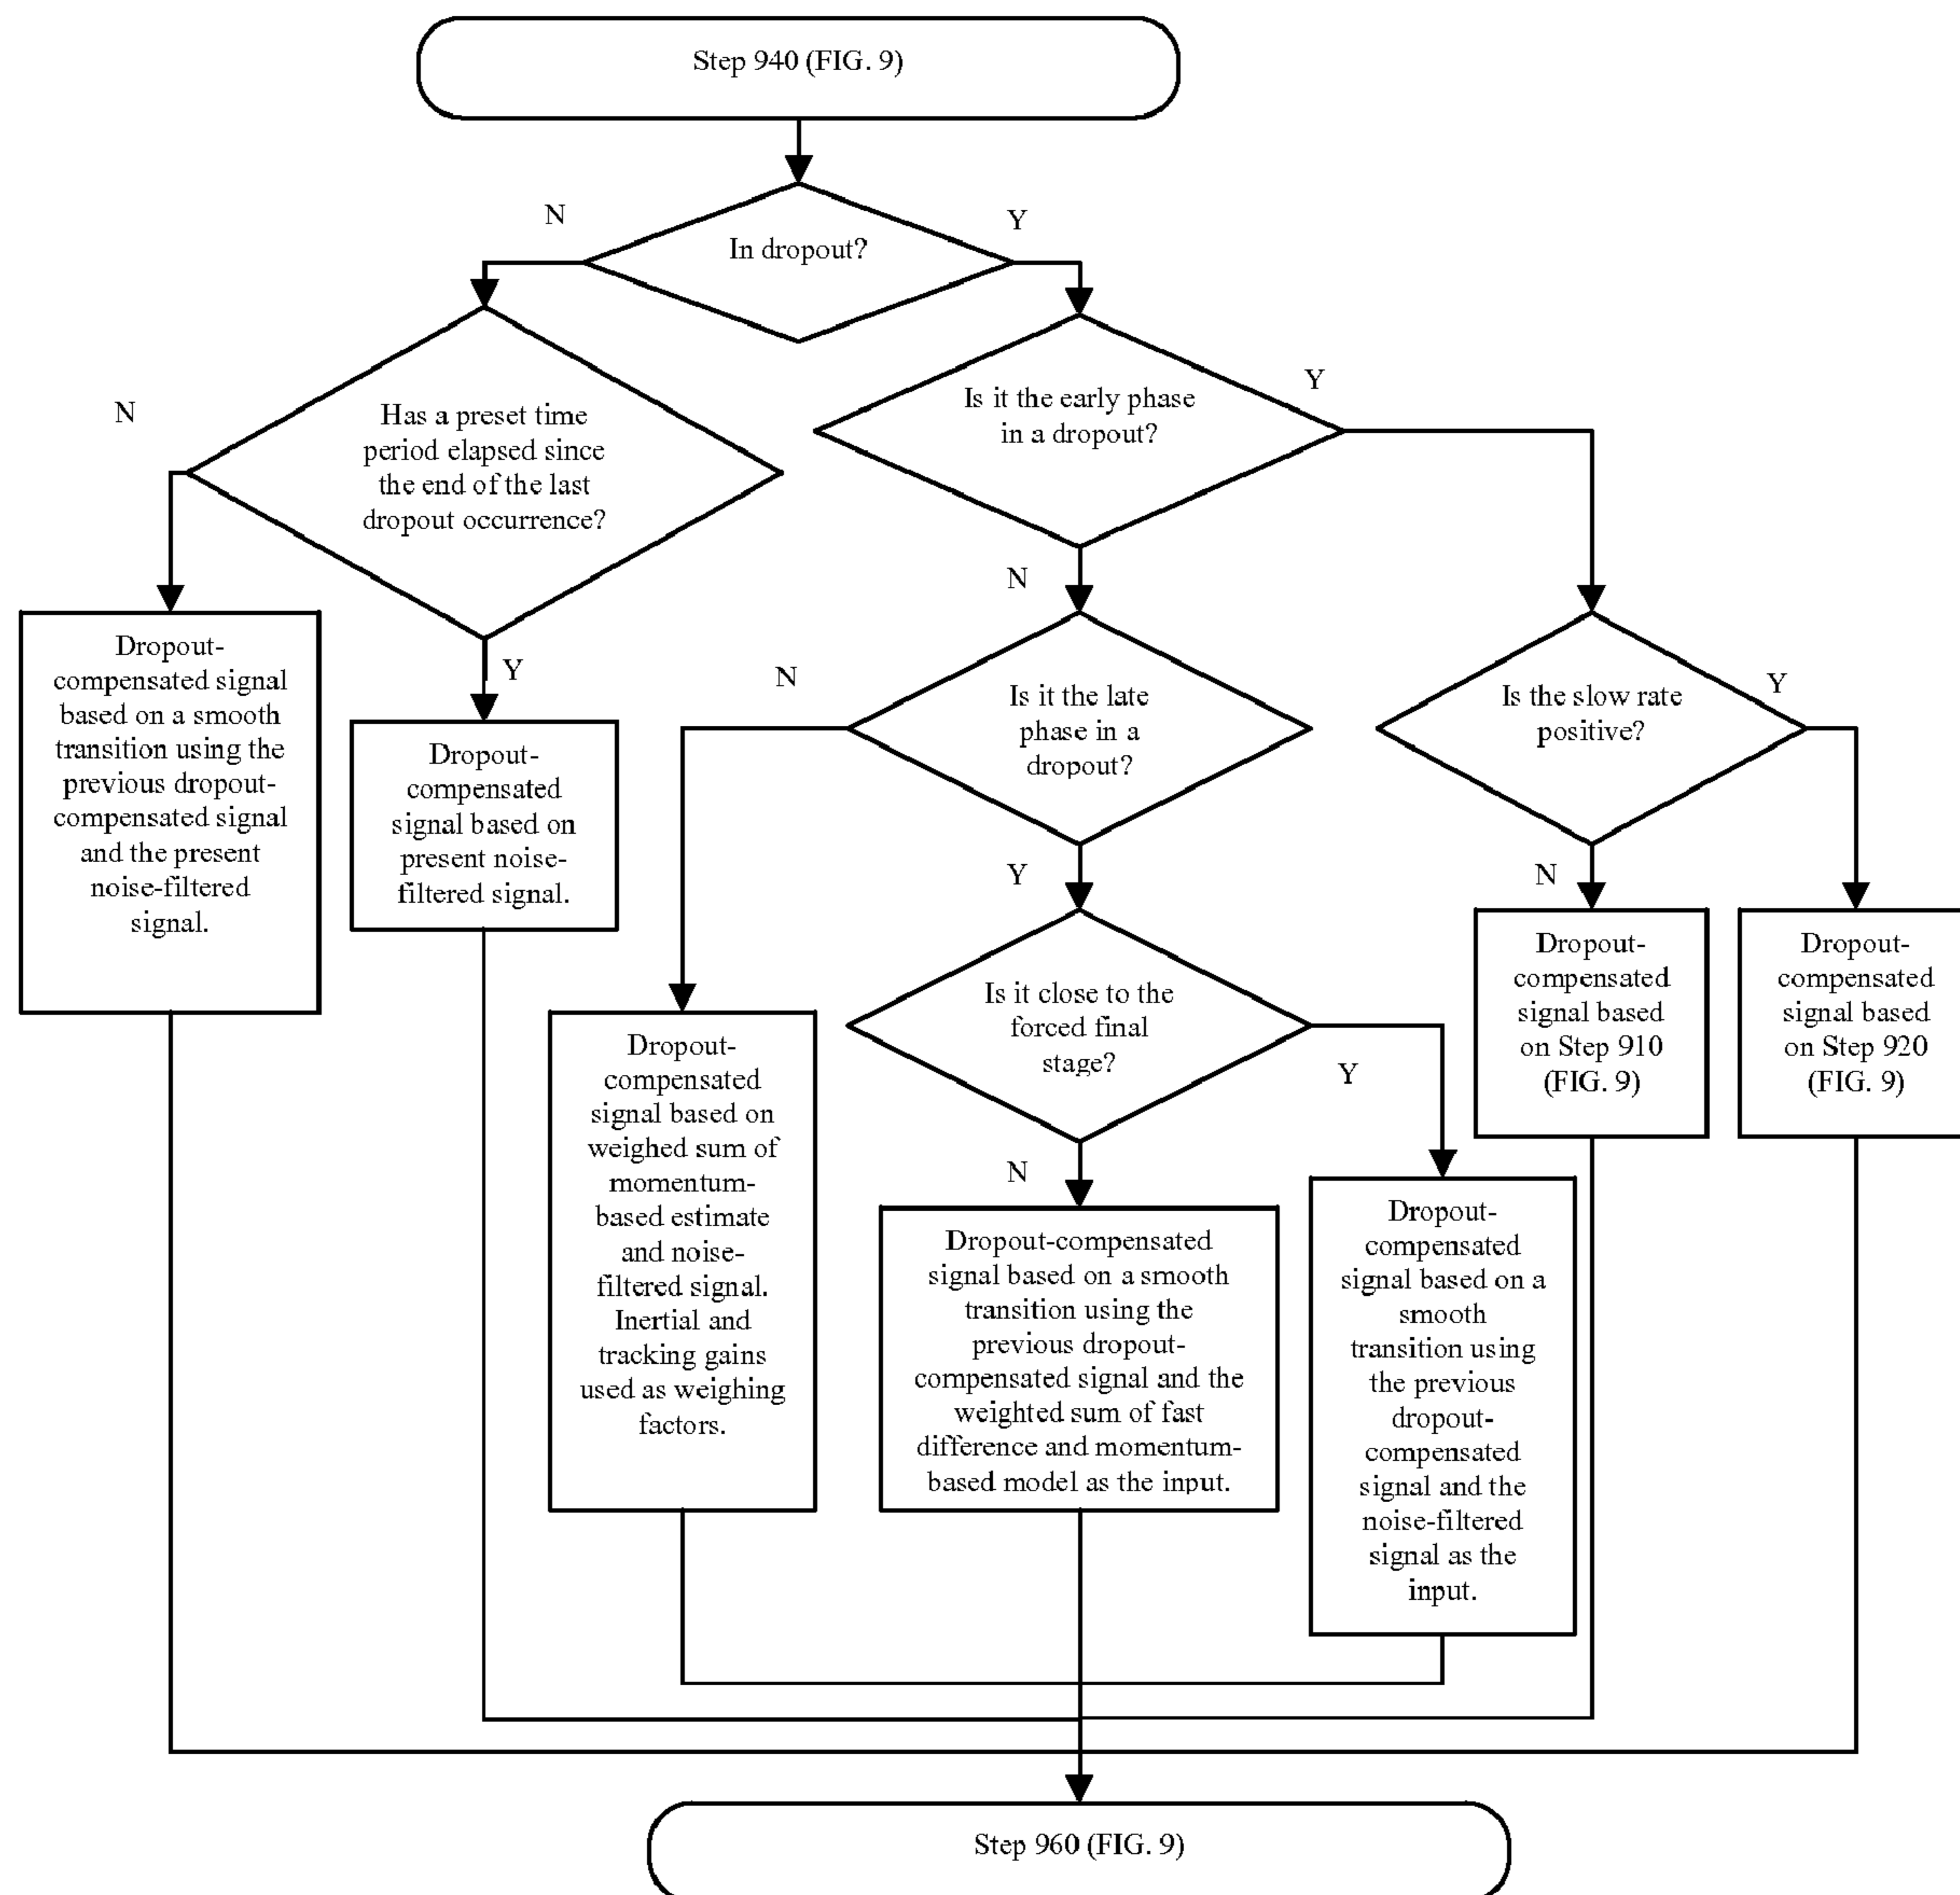 Step 940 (FIG. 9)
N
Y
In dropout?
N
Has a preset time
period elapsed since
the end of the last
dropout occurrence?
Y
Is it the early phase
in a dropout?
Y
N
Dropout-
compensated signal
based on a smooth
transition using the
previous dropout-
compensated signal
and the present
noise-filtered
signal.
Dropout-
compensated
signal based on
present noise-
filtered signal.
N
Is it the late
phase in a
dropout?
Y
Is the slow rate
positive?
Y
N
Dropout-
compensated
signal based on
weighed sum of
momentum-
based estimate
and noise-
filtered signal.
Inertial and
tracking gains
used as weighing
factors.
Is it close to the
forced final
stage?
Y
N
Dropout-
compensated
signal based
on Step 910
(FIG. 9)
Dropout-
compensated
signal based
on Step 920
(FIG. 9)
Dropout-compensated
signal based on a smooth
transition using the
previous dropout-
compensated signal and the
weighted sum of fast
difference and momentum-
based model as the input.
Dropout-
compensated
signal based on a
smooth
transition using
the previous
dropout-
compensated
signal and the
noise-filtered
signal as the
input.
Step 960 (FIG. 9)